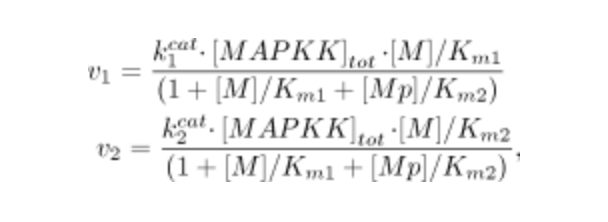 v_1 = \frac{k_1^{cat} \cdot [MAPKK]_{tot} \cdot [M]/K_{m1}}{(1 + [M]/K_{m1} + [Mp]/K_{m2})}
v_2 = \frac{k_2^{cat} \cdot [MAPKK]_{tot} \cdot [M]/K_{m2}}{(1 + [M]/K_{m1} + [Mp]/K_{m2})},